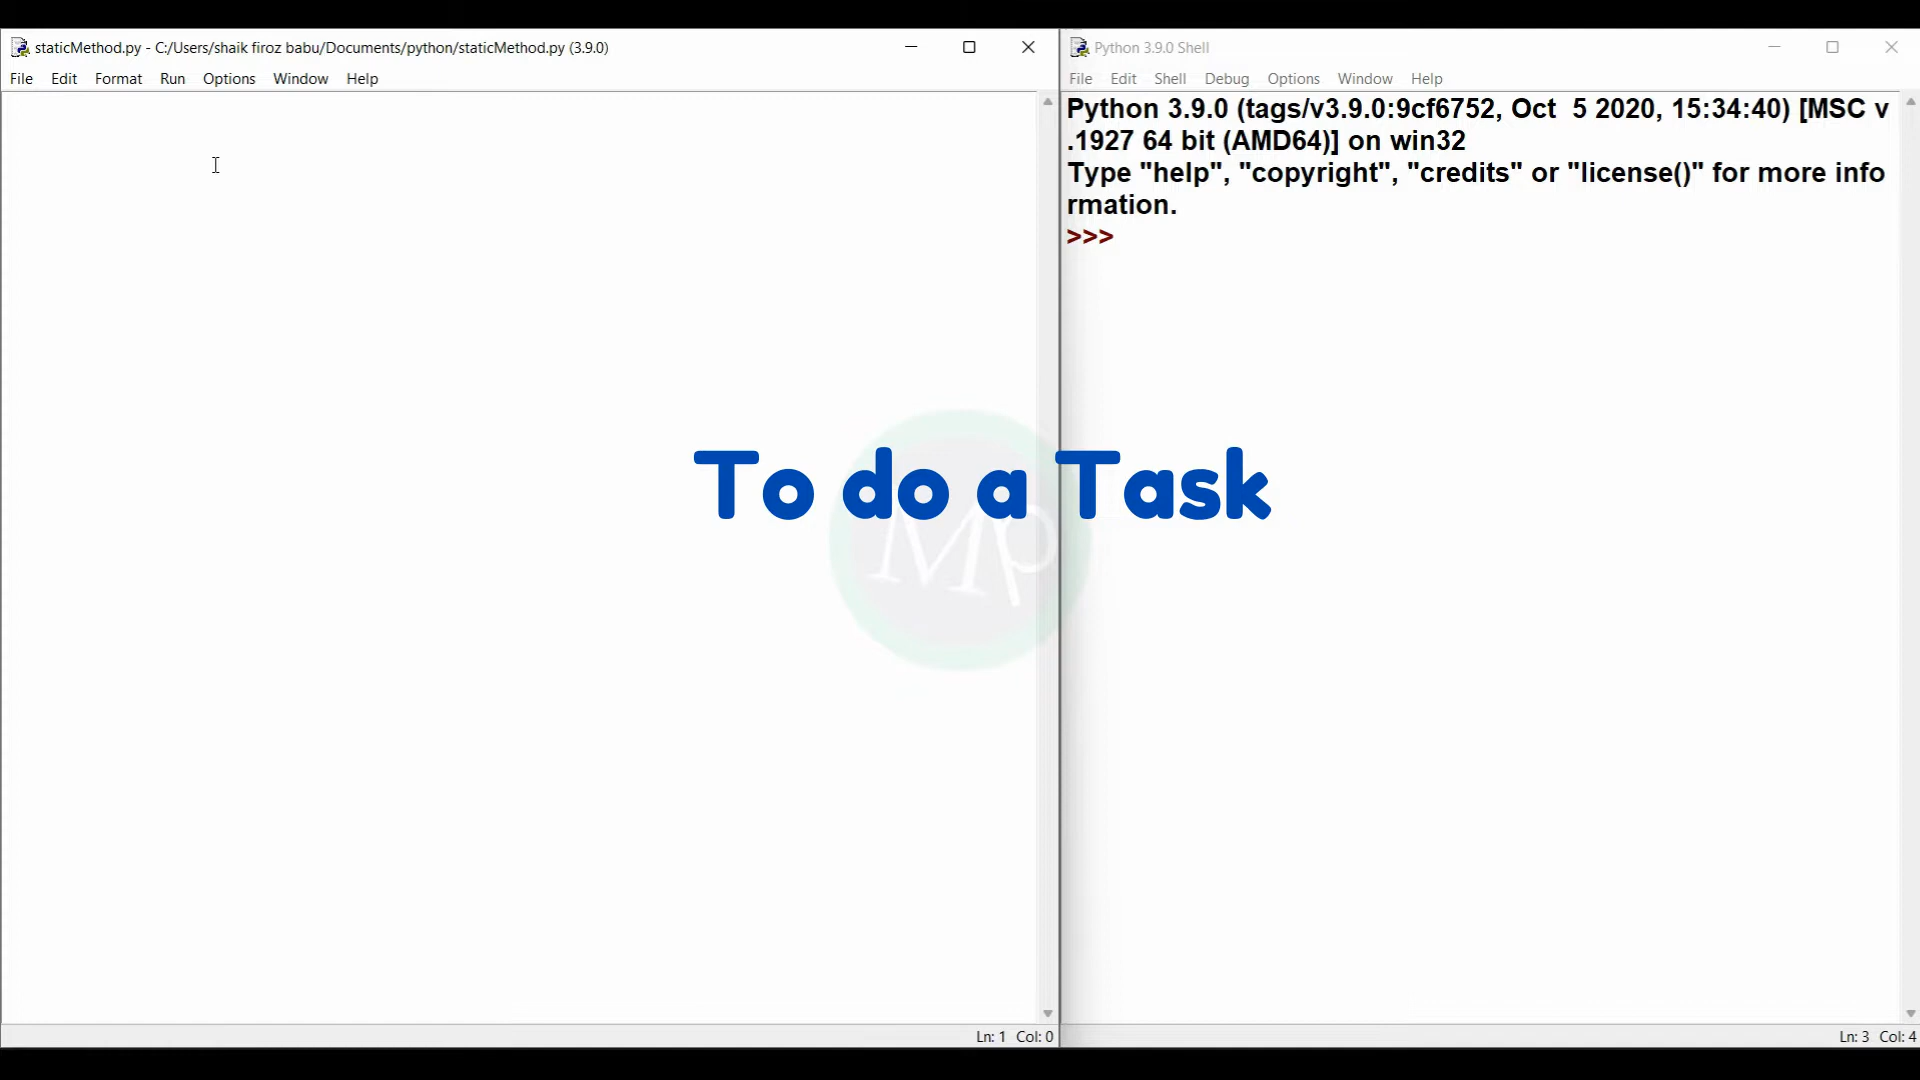 staticMethod.py - C:/Users/shaik firoz babu/Documents/python/staticMethod.py (3.9.0)
File Edit Format Run Options Window Help
Ln: 1 Col: 0
Python 3.9.0 Shell
File Edit Shell Debug Options Window Help
Python 3.9.0 (tags/v3.9.0:9cf6752, Oct  5 2020, 15:34:40) [MSC v
.1927 64 bit (AMD64)] on win32
Type "help", "copyright", "credits" or "license()" for more info
rmation.
>>>
Ln: 3 Col: 4
To do a Task
Mp